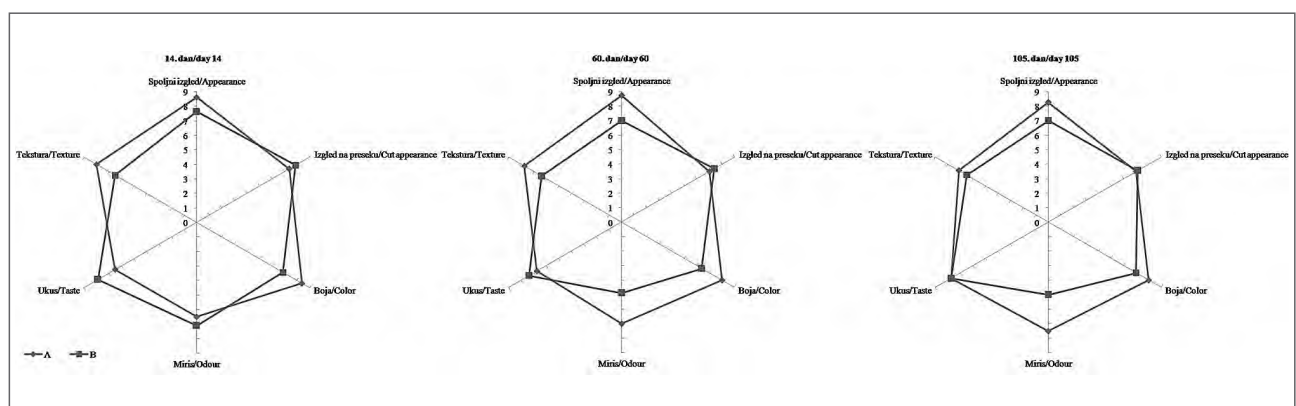 14. dan/day 14
Spoljni izgled/Appearance
9
8
7
6
5
4
3
2
1
0
Izgled na preseku/Cut appearance
Boja/Color
Miris/Odour
Ukus/Taste
Tekstura/Texture
A
B
60. dan/day 60
Spoljni izgled/Appearance
9
8
7
6
5
4
3
2
1
0
Izgled na preseku/Cut appearance
Boja/Color
Miris/Odour
Ukus/Taste
Tekstura/Texture
105. dan/day 105
Spoljni izgled/Appearance
9
8
7
6
5
4
3
2
1
0
Izgled na preseku/Cut appearance
Boja/Color
Miris/Odour
Ukus/Taste
Tekstura/Texture